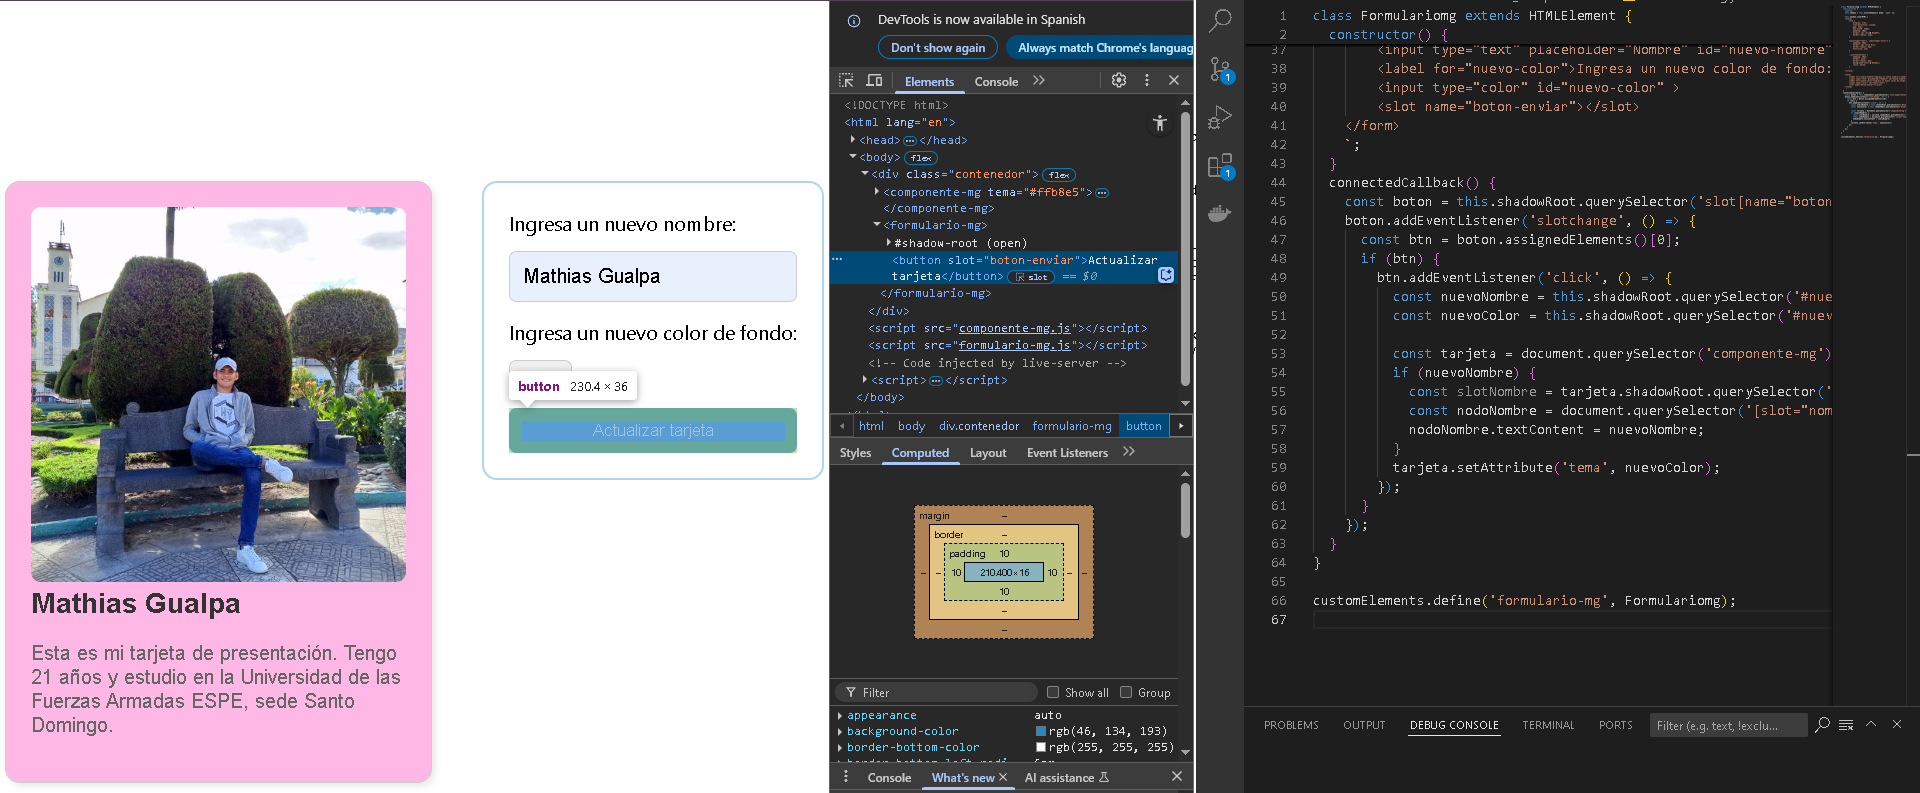 Mathias Gualpa
Esta es mi tarjeta de presentación. Tengo
21 años y estudio en la Universidad de las
Fuerzas Armadas ESPE, sede Santo
Domingo.
Ingresa un nuevo nombre:
Mathias Gualpa
Ingresa un nuevo color de fondo:
button 230.4 × 36
Actualizar tarjeta
DevTools is now available in Spanish
Don't show again
Always match Chrome's languag
Elements
Console
<!DOCTYPE html>
<html lang="en">
<head> </head>
<body> flex
<div class="contenedor"> flex
<componente-mg tema="#ffb8e5">
</componente-mg>
<formulario-mg>
#shadow-root (open)
<button slot="boton-enviar">Actualizar
tarjeta</button> slot == $0
</formulario-mg>
</div>
<script src="componente-mg.js"></script>
<script src="formulario-mg.js"></script>
<!-- Code injected by live-server -->
<script> </script>
</body>
html body div.contenedor formulario-mg button
Styles Computed Layout Event Listeners
margin –
border –
padding 10
– – 10 210.400×16 10 – –
10
–
–
Filter Show all Group
appearance auto
background-color rgb(46, 134, 193)
border-bottom-color rgb(255, 255, 255)
Console What's new AI assistance
1 class Formulariomg extends HTMLElement {
2 constructor() {
37 <input type="text" placeholder="Nombre" id="nuevo-nombre"
38 <label for="nuevo-color">Ingresa un nuevo color de fondo:
39 <input type="color" id="nuevo-color" >
40 <slot name="boton-enviar"></slot>
41 </form>
42 `;
43 }
44 connectedCallback() {
45 const boton = this.shadowRoot.querySelector('slot[name="boton
46 boton.addEventListener('slotchange', () => {
47 const btn = boton.assignedElements()[0];
48 if (btn) {
49 btn.addEventListener('click', () => {
50 const nuevoNombre = this.shadowRoot.querySelector('#nue
51 const nuevoColor = this.shadowRoot.querySelector('#nuev
52
53 const tarjeta = document.querySelector('componente-mg')
54 if (nuevoNombre) {
55 const slotNombre = tarjeta.shadowRoot.querySelector('
56 const nodoNombre = document.querySelector('[slot="nom
57 nodoNombre.textContent = nuevoNombre;
58 }
59 tarjeta.setAttribute('tema', nuevoColor);
60 });
61 }
62 });
63 }
64 }
65
66 customElements.define('formulario-mg', Formulariomg);
67
PROBLEMS OUTPUT DEBUG CONSOLE TERMINAL PORTS Filter (e.g. text, !exclu...
1
1